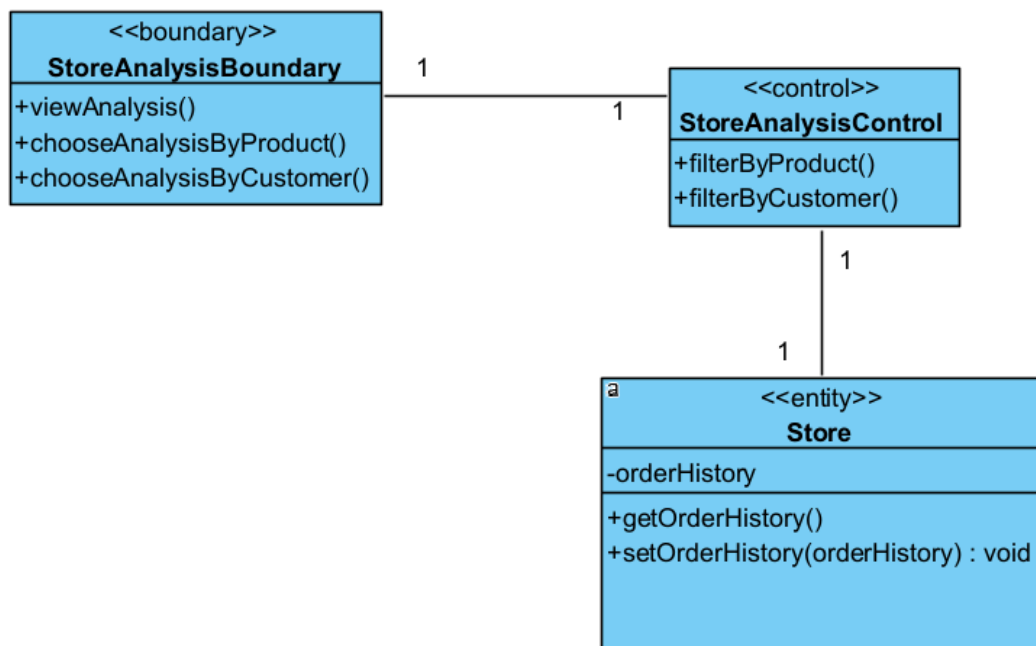 <<boundary>>
StoreAnalysisBoundary
+viewAnalysis()
+chooseAnalysisByProduct()
+chooseAnalysisByCustomer()
1
1
<<control>>
StoreAnalysisControl
+filterByProduct()
+filterByCustomer()
1
1
a
<<entity>>
Store
-orderHistory
+getOrderHistory()
+setOrderHistory(orderHistory) : void